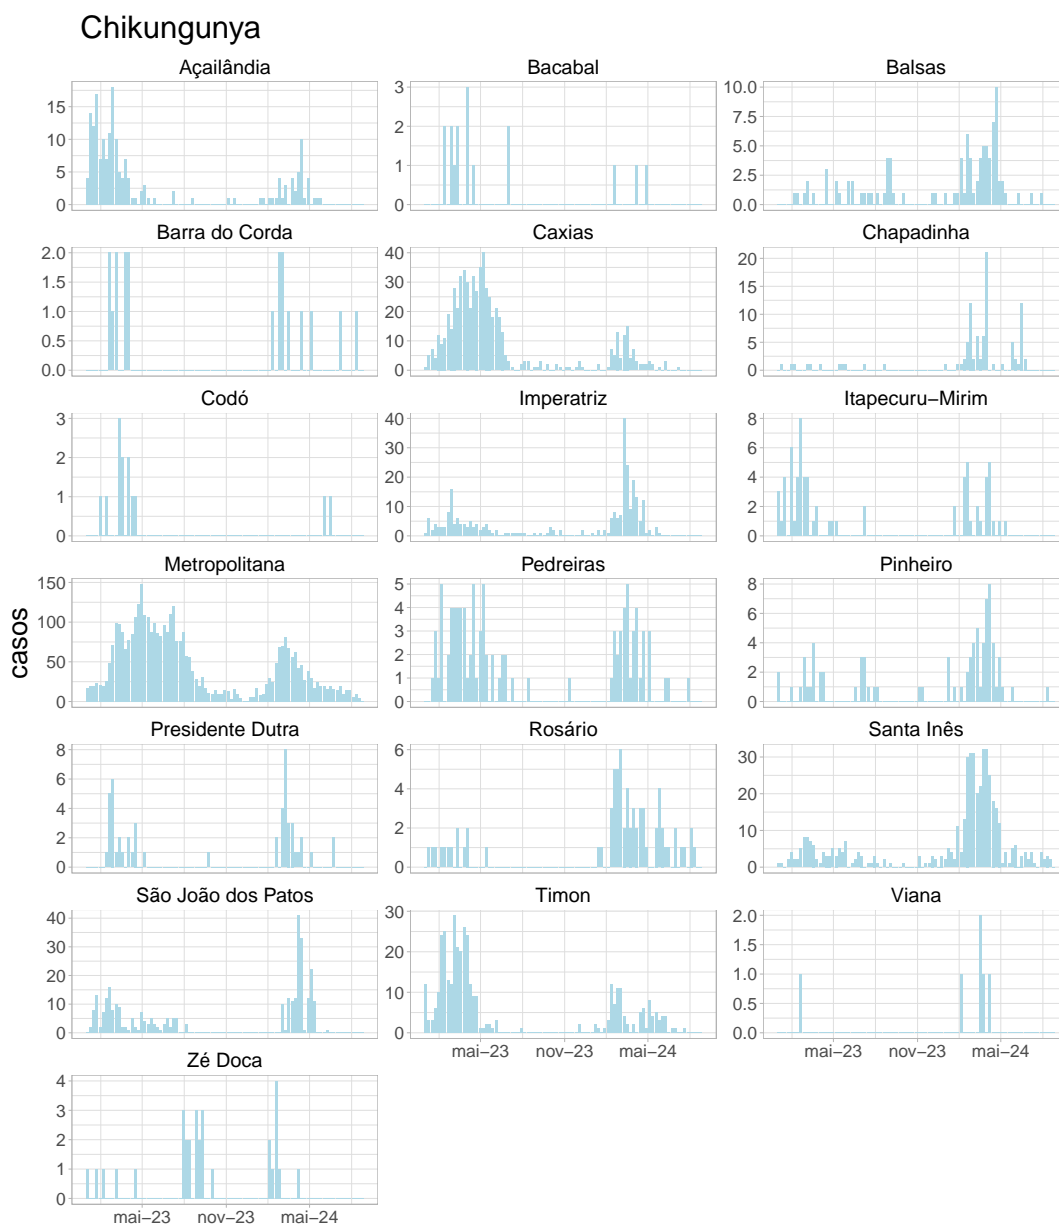 Chikungunya
Açailândia
Bacabal
Balsas
15
10
5
0
3
2
1
0
10.0
7.5
5.0
2.5
0.0
Barra do Corda
Caxias
Chapadinha
2.0
1.5
1.0
0.5
0.0
40
30
20
10
0
20
15
10
5
0
Codó
Imperatriz
Itapecuru−Mirim
3
2
1
0
40
30
20
10
0
8
6
4
2
0
casos
Metropolitana
Pedreiras
Pinheiro
150
100
50
0
5
4
3
2
1
0
8
6
4
2
0
Presidente Dutra
Rosário
Santa Inês
8
6
4
2
0
6
4
2
0
30
20
10
0
São João dos Patos
Timon
Viana
40
30
20
10
0
30
20
10
0
2.0
1.5
1.0
0.5
0.0
mai−23
nov−23
mai−24
mai−23
nov−23
mai−24
Zé Doca
4
3
2
1
0
mai−23
nov−23
mai−24